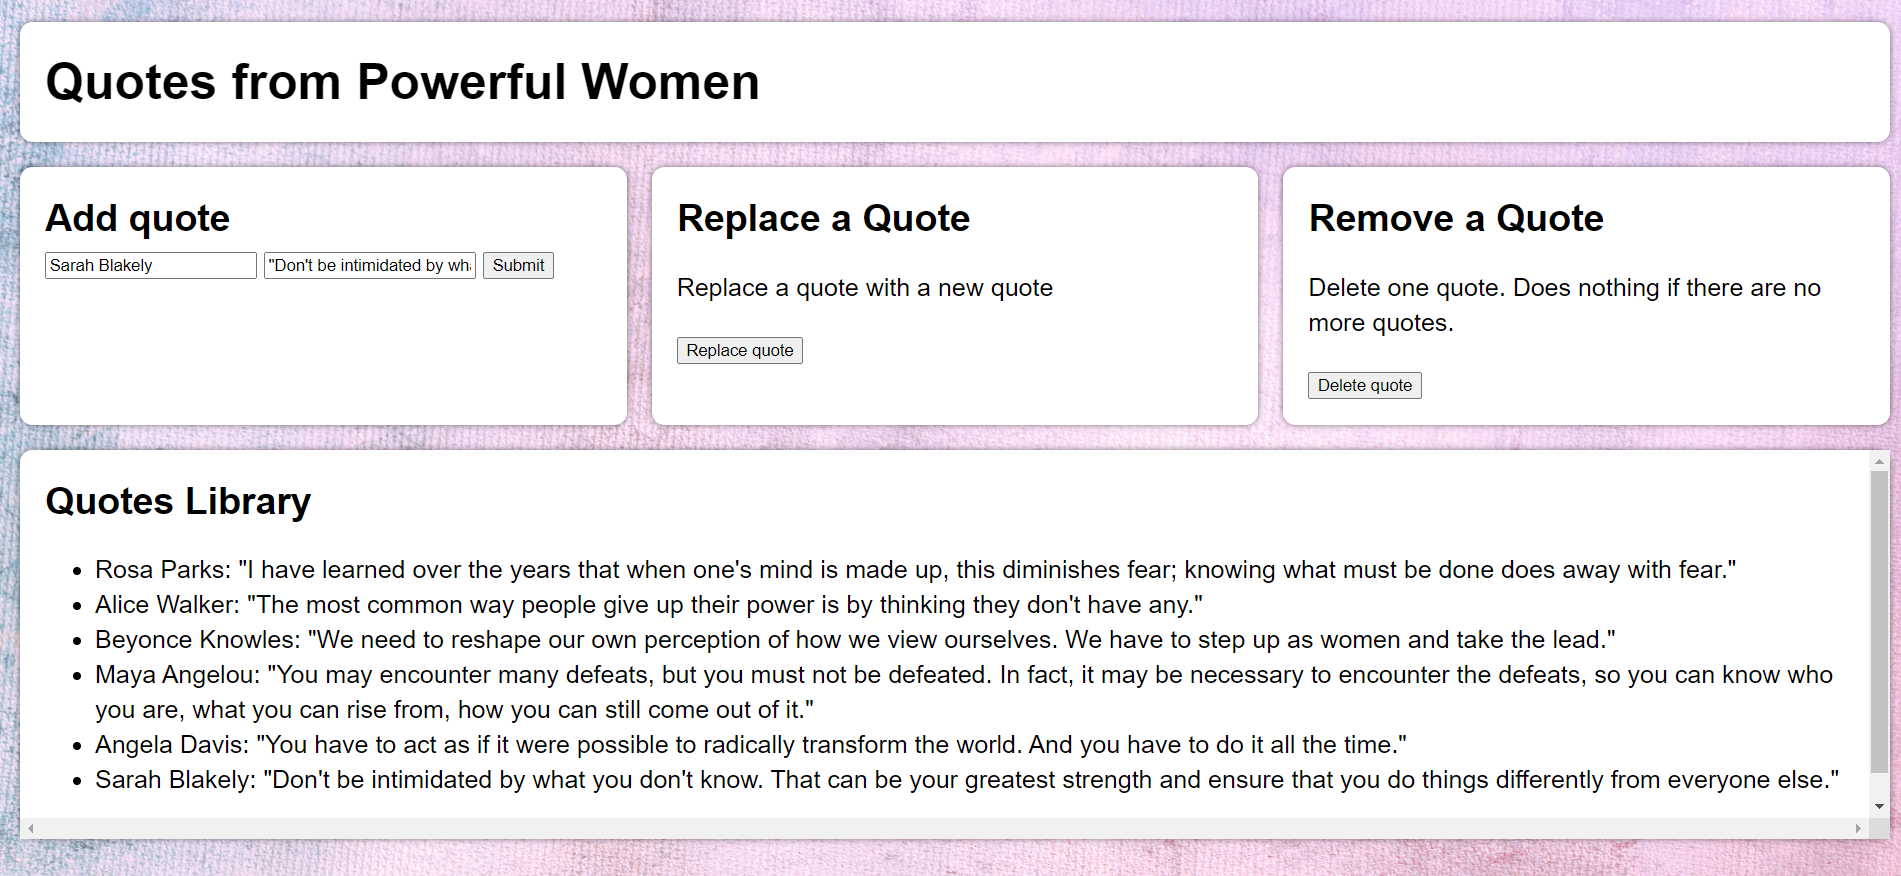 Quotes from Powerful Women
Add quote
Sarah Blakely
"Don't be intimidated by wh
Submit
Replace a Quote
Replace a quote with a new quote
Replace quote
Remove a Quote
Delete one quote. Does nothing if there are no
more quotes.
Delete quote
Quotes Library
• Rosa Parks: "I have learned over the years that when one's mind is made up, this diminishes fear; knowing what must be done does away with fear."
• Alice Walker: "The most common way people give up their power is by thinking they don't have any."
• Beyonce Knowles: "We need to reshape our own perception of how we view ourselves. We have to step up as women and take the lead."
• Maya Angelou: "You may encounter many defeats, but you must not be defeated. In fact, it may be necessary to encounter the defeats, so you can know who
you are, what you can rise from, how you can still come out of it."
• Angela Davis: "You have to act as if it were possible to radically transform the world. And you have to do it all the time."
• Sarah Blakely: "Don't be intimidated by what you don't know. That can be your greatest strength and ensure that you do things differently from everyone else."